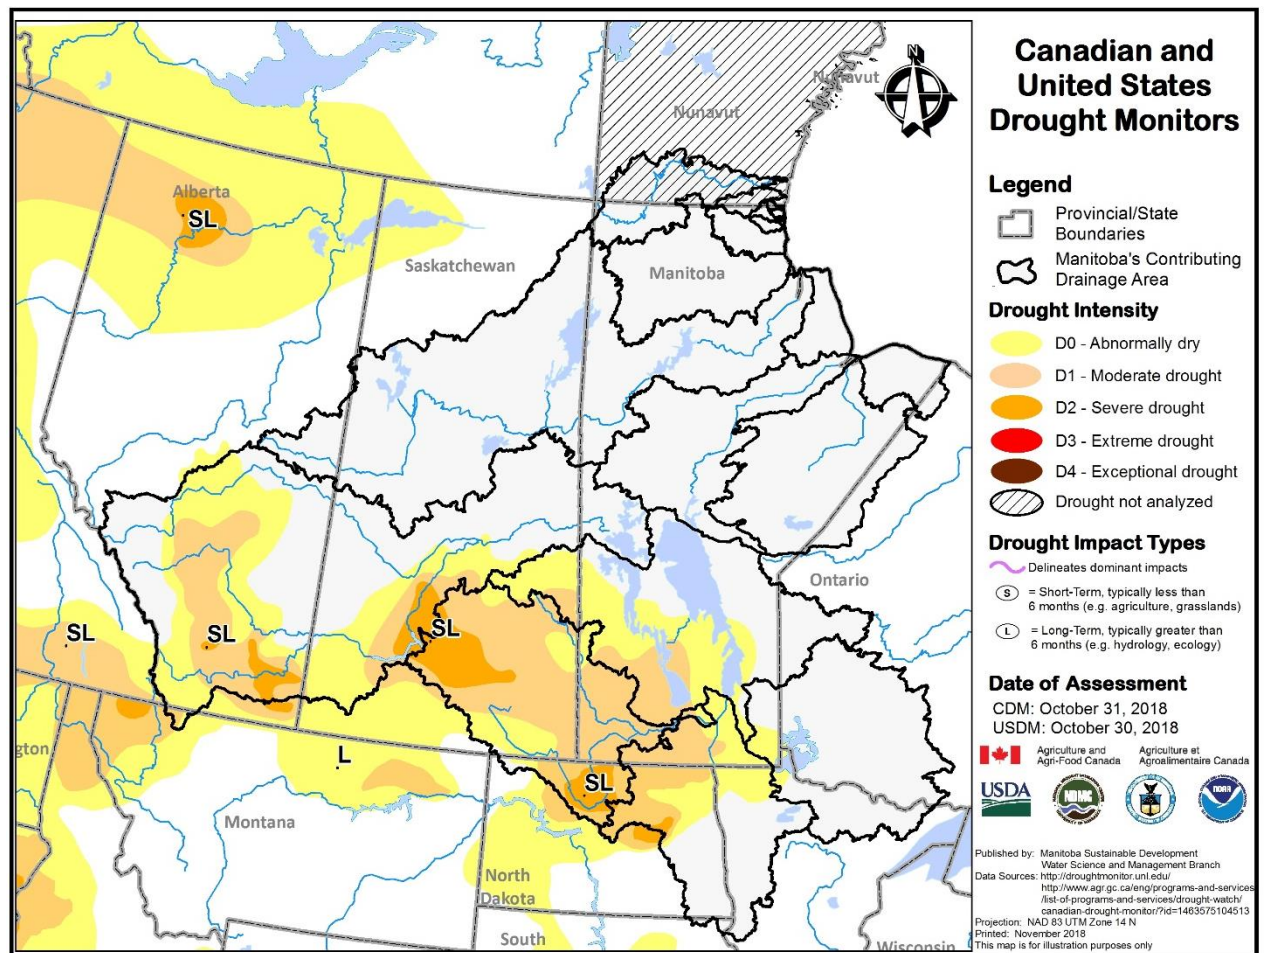 Canadian and
United States
Drought Monitors
Legend
Provincial/State
Boundaries
Manitoba's Contributing
Drainage Area
Drought Intensity
D0 - Abnormally dry
D1 - Moderate drought
D2 - Severe drought
D3 - Extreme drought
D4 - Exceptional drought
Drought not analyzed
Drought Impact Types
Delineates dominant impacts
S = Short-Term, typically less than
6 months (e.g. agriculture, grasslands)
L = Long-Term, typically greater than
6 months (e.g. hydrology, ecology)
Date of Assessment
CDM: October 31, 2018
USDM: October 30, 2018
Agriculture and
Agri-Food Canada
Agriculture et
Agroalimentaire Canada
USDA
NDMC
NOAA
Published by: Manitoba Sustainable Development
Water Science and Management Branch
Data Sources: http://droughtmonitor.unl.edu/
http://www.agr.gc.ca/eng/programs-and-services
/list-of-programs-and-services/drought-watch/
canadian-drought-monitor/?id=1463575104513
Projection: NAD 83 UTM Zone 14 N
Printed: November 2018
This map is for illustration purposes only
N
Nunavut
Nunavut
Alberta
SL
Saskatchewan
Manitoba
Ontario
SL
SL
SL
L
SL
gton
Montana
North
Dakota
South
Wisconsin